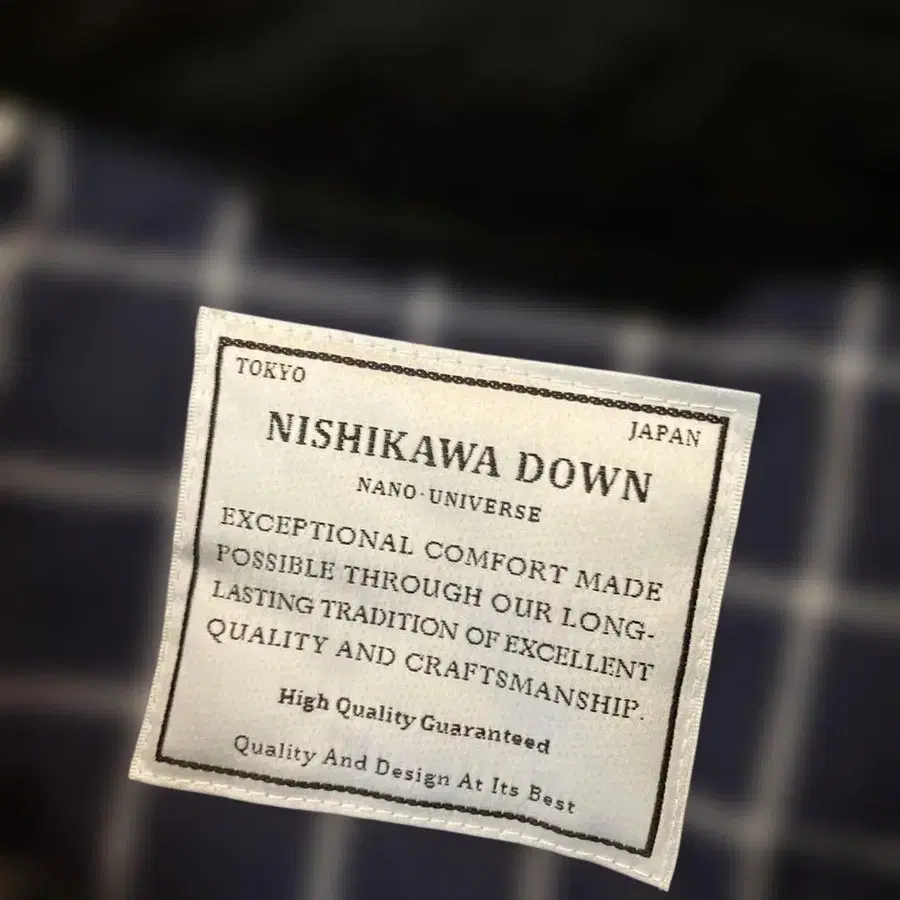 TOKYO
JAPAN
NISHIKAWA DOWN
NANO·UNIVERSE
EXCEPTIONAL COMFORT MADE
POSSIBLE THROUGH OUR LONG-
LASTING TRADITION OF EXCELLENT
QUALITY AND CRAFTSMANSHIP.
High Quality Guaranteed
Quality And Design At Its Best